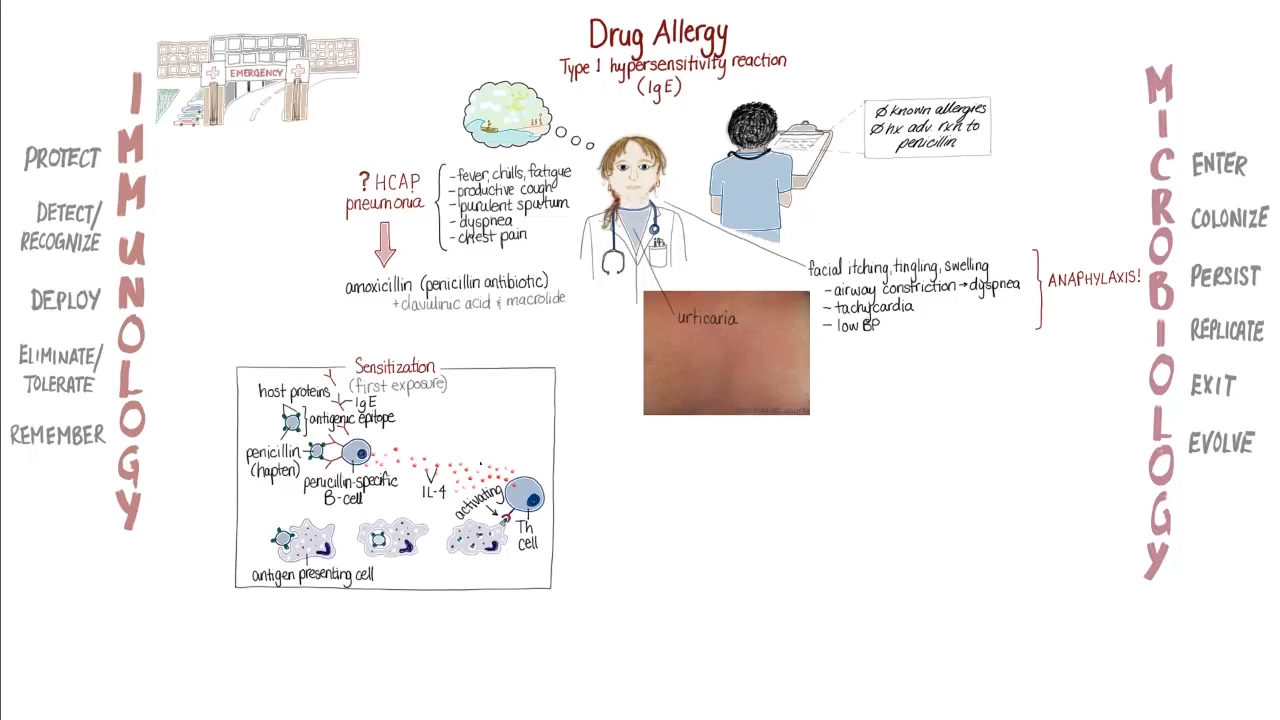 Drug Allergy
Type 1 hypersensitivity reaction
(IgE)
EMERGENCY
IMMUNOLOGY
PROTECT
DETECT/
RECOGNIZE
DEPLOY
ELIMINATE/
TOLERATE
REMEMBER
? HCAP
pneumonia
- fever, chills, fatigue
- productive cough
- purulent sputum
- dyspnea
- chest pain
amoxicillin (penicillin antibiotic)
+ clavulinic acid & macrolide
Ø known allergies
Ø hx adv. rxn to
penicillin
facial itching, tingling, swelling
- airway constriction → dyspnea
- tachycardia
- low BP
ANAPHYLAXIS!
urticaria
Sensitization
(first exposure)
host proteins
IgE
antigenic epitope
penicillin
(hapten)
penicillin-specific
B-cell
IL-4
activating
Th
cell
antigen presenting cell
MICROBIOLOGY
ENTER
COLONIZE
PERSIST
REPLICATE
EXIT
EVOLVE